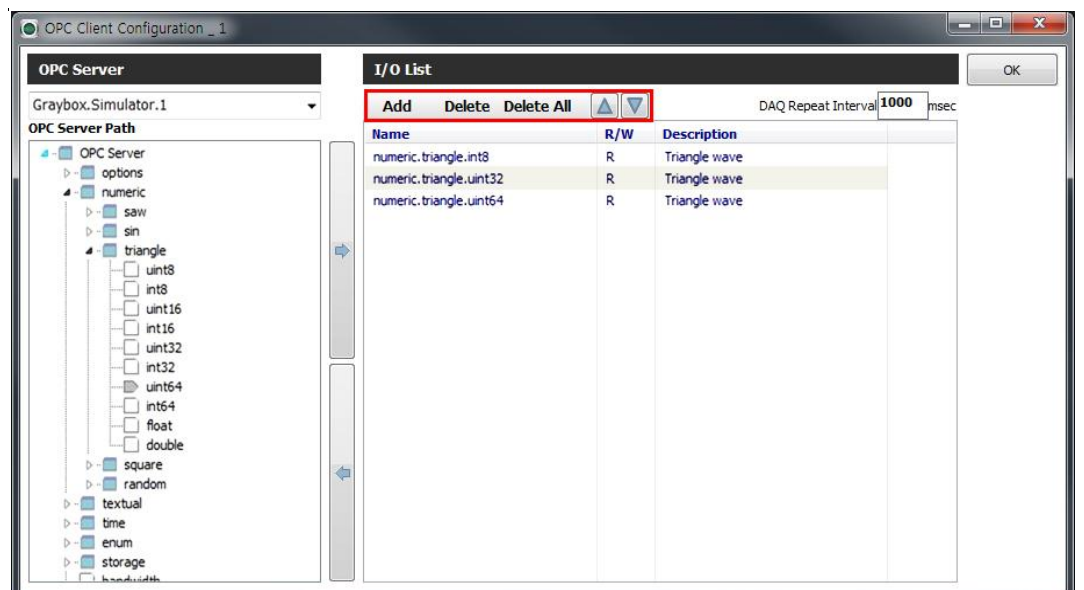 OPC Client Configuration _ 1
OPC Server
I/O List
OK
Graybox.Simulator.1
Add Delete Delete All
DAQ Repeat Interval 1000 msec
OPC Server Path
Name R/W Description
numeric.triangle.int8 R Triangle wave
numeric.triangle.uint32 R Triangle wave
numeric.triangle.uint64 R Triangle wave
OPC Server
options
numeric
saw
sin
triangle
uint8
int8
uint16
int16
uint32
int32
uint64
int64
float
double
square
random
textual
time
enum
storage
bandwidth